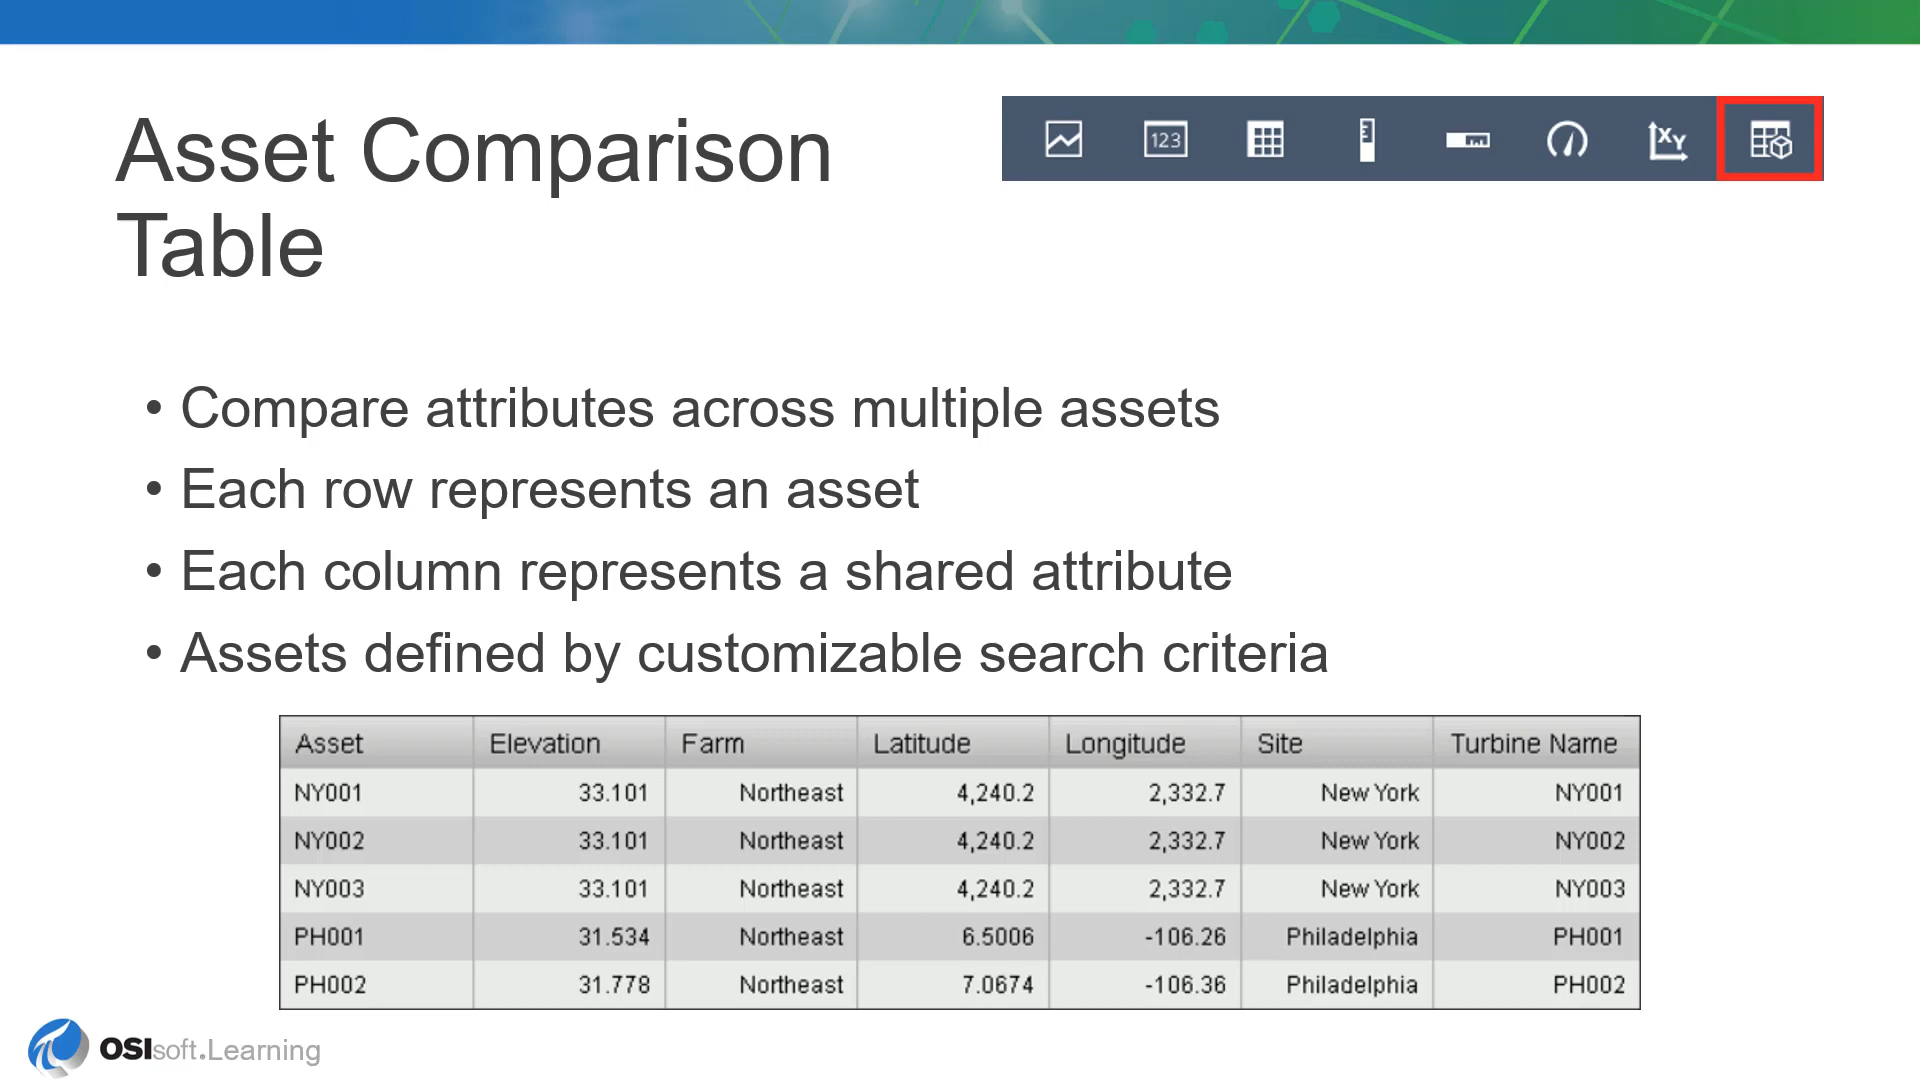 Asset Comparison
Table
123
XY
• Compare attributes across multiple assets
• Each row represents an asset
• Each column represents a shared attribute
• Assets defined by customizable search criteria
Asset Elevation Farm Latitude Longitude Site Turbine Name
NY001 33.101 Northeast 4,240.2 2,332.7 New York NY001
NY002 33.101 Northeast 4,240.2 2,332.7 New York NY002
NY003 33.101 Northeast 4,240.2 2,332.7 New York NY003
PH001 31.534 Northeast 6.5006 -106.26 Philadelphia PH001
PH002 31.778 Northeast 7.0674 -106.36 Philadelphia PH002
OSIsoft.Learning